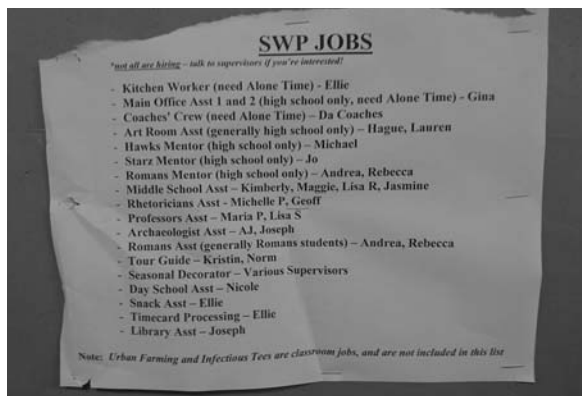 SWP JOBS
*not all are hiring – talk to supervisors if you're interested!
- Kitchen Worker (need Alone Time) - Ellie
- Main Office Asst 1 and 2 (high school only, need Alone Time) - Gina
- Coaches' Crew (need Alone Time) – Da Coaches
- Art Room Asst (generally high school only) – Hague, Lauren
- Hawks Mentor (high school only) – Michael
- Starz Mentor (high school only) – Jo
- Romans Mentor (high school only) – Andrea, Rebecca
- Middle School Asst – Kimberly, Maggie, Lisa R, Jasmine
- Rhetoricians Asst - Michelle P, Geoff
- Professors Asst – Maria P, Lisa S
- Archaeologist Asst – AJ, Joseph
- Romans Asst (generally Romans students) – Andrea, Rebecca
- Tour Guide – Kristin, Norm
- Seasonal Decorator – Various Supervisors
- Day School Asst – Nicole
- Snack Asst – Ellie
- Timecard Processing – Ellie
- Library Asst – Joseph
Note: Urban Farming and Infectious Tees are classroom jobs, and are not included in this list